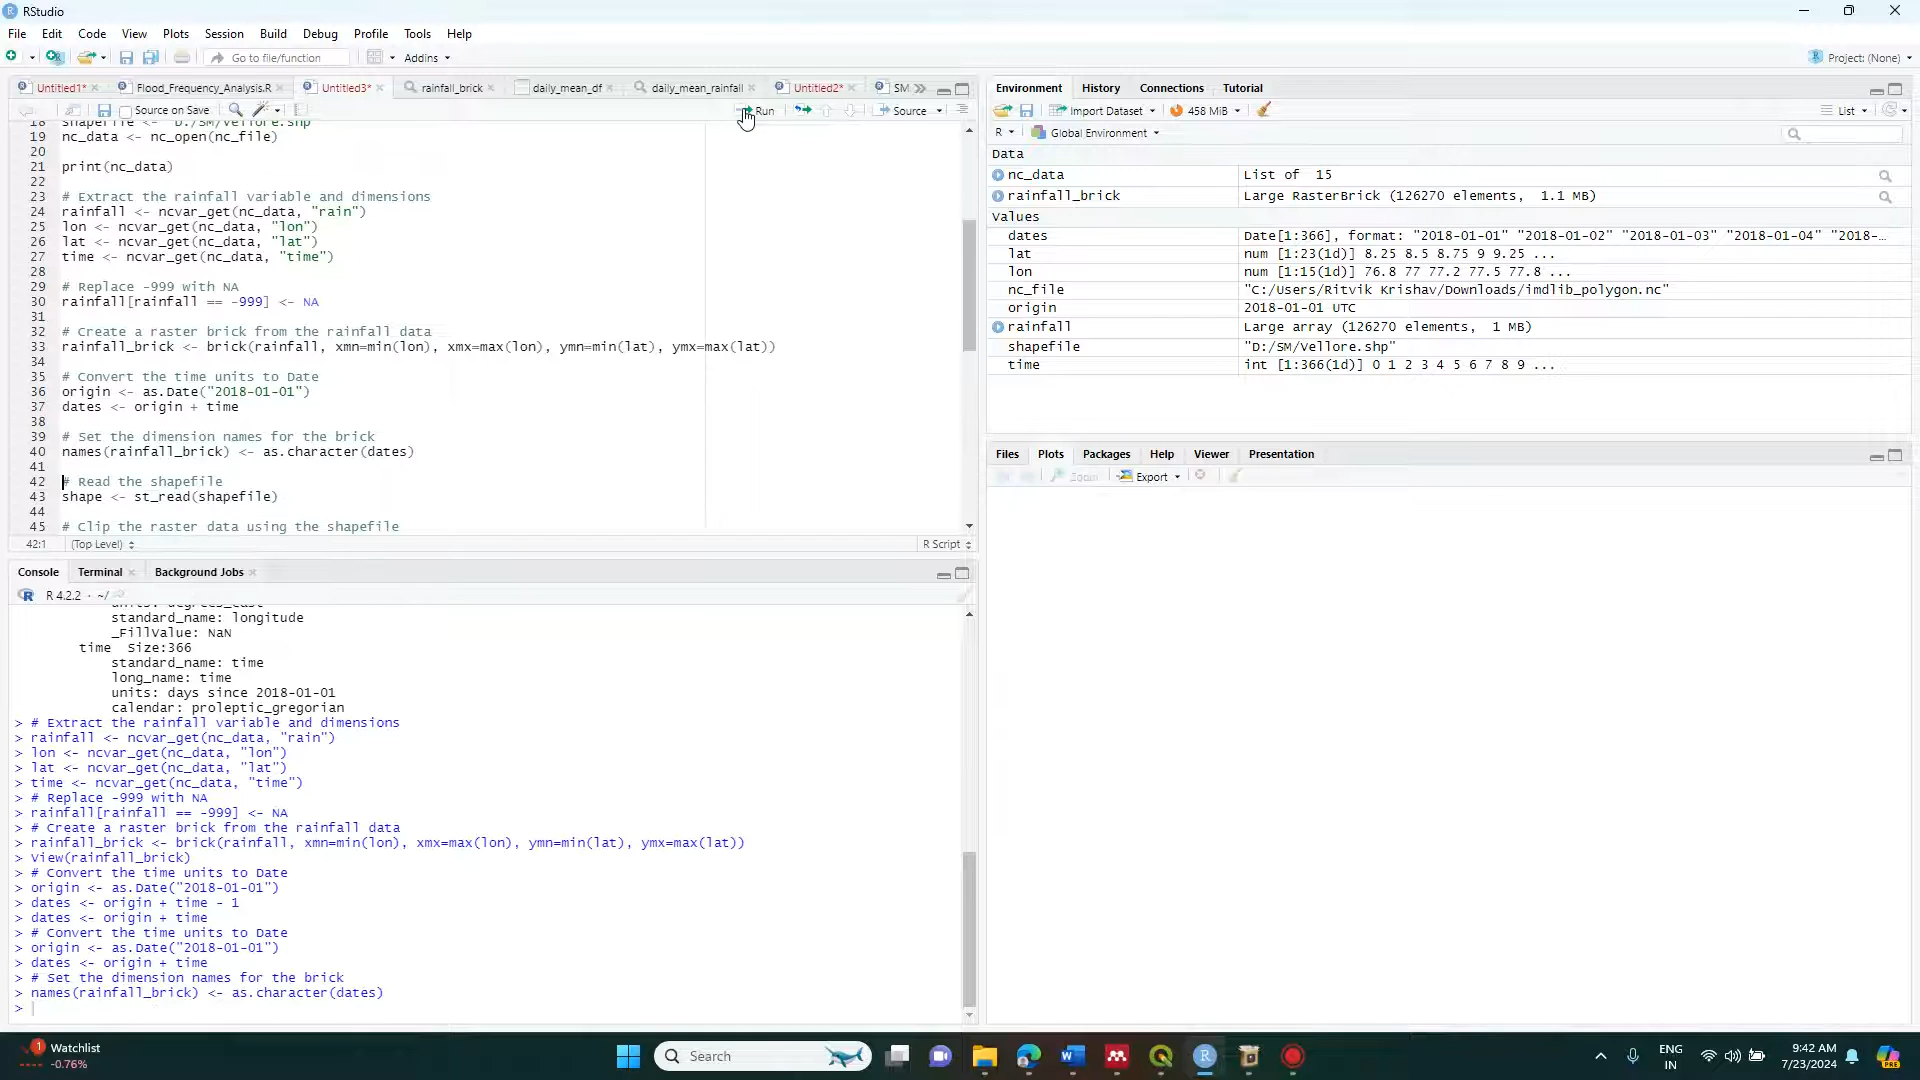 RStudio
File Edit Code View Plots Session Build Debug Profile Tools Help
Go to file/function Addins Project: (None)
Untitled1* Flood_Frequency_Analysis.R Untitled3* rainfall_brick daily_mean_df daily_mean_rainfall Untitled2* SM
Source on Save Run Source
18 shapefile <- "D:/SM/Vellore.shp"
19 nc_data <- nc_open(nc_file)
20
21 print(nc_data)
22
23 # Extract the rainfall variable and dimensions
24 rainfall <- ncvar_get(nc_data, "rain")
25 lon <- ncvar_get(nc_data, "lon")
26 lat <- ncvar_get(nc_data, "lat")
27 time <- ncvar_get(nc_data, "time")
28
29 # Replace -999 with NA
30 rainfall[rainfall == -999] <- NA
31
32 # Create a raster brick from the rainfall data
33 rainfall_brick <- brick(rainfall, xmn=min(lon), xmx=max(lon), ymn=min(lat), ymx=max(lat))
34
35 # Convert the time units to Date
36 origin <- as.Date("2018-01-01")
37 dates <- origin + time
38
39 # Set the dimension names for the brick
40 names(rainfall_brick) <- as.character(dates)
41
42 # Read the shapefile
43 shape <- st_read(shapefile)
44
45 # Clip the raster data using the shapefile
42:1 (Top Level) R Script
Console Terminal Background Jobs
R 4.2.2 · ~/
units: degrees_east
standard_name: longitude
_FillValue: NaN
time Size:366
standard_name: time
long_name: time
units: days since 2018-01-01
calendar: proleptic_gregorian
> # Extract the rainfall variable and dimensions
> rainfall <- ncvar_get(nc_data, "rain")
> lon <- ncvar_get(nc_data, "lon")
> lat <- ncvar_get(nc_data, "lat")
> time <- ncvar_get(nc_data, "time")
> # Replace -999 with NA
> rainfall[rainfall == -999] <- NA
> # Create a raster brick from the rainfall data
> rainfall_brick <- brick(rainfall, xmn=min(lon), xmx=max(lon), ymn=min(lat), ymx=max(lat))
> View(rainfall_brick)
> # Convert the time units to Date
> origin <- as.Date("2018-01-01")
> dates <- origin + time - 1
> dates <- origin + time
> # Convert the time units to Date
> origin <- as.Date("2018-01-01")
> dates <- origin + time
> # Set the dimension names for the brick
> names(rainfall_brick) <- as.character(dates)
>
Environment History Connections Tutorial
Import Dataset 458 MiB List
R Global Environment
Data
nc_data List of 15
rainfall_brick Large RasterBrick (126270 elements, 1.1 MB)
Values
dates Date[1:366], format: "2018-01-01" "2018-01-02" "2018-01-03" "2018-01-04" "2018-...
lat num [1:23(1d)] 8.25 8.5 8.75 9 9.25 ...
lon num [1:15(1d)] 76.8 77 77.2 77.5 77.8 ...
nc_file "C:/Users/Ritvik Krishav/Downloads/imdlib_polygon.nc"
origin 2018-01-01 UTC
rainfall Large array (126270 elements, 1 MB)
shapefile "D:/SM/Vellore.shp"
time int [1:366(1d)] 0 1 2 3 4 5 6 7 8 9 ...
Files Plots Packages Help Viewer Presentation
Zoom Export
1 Watchlist
-0.76%
Search
ENG
IN
9:42 AM
7/23/2024
PRE